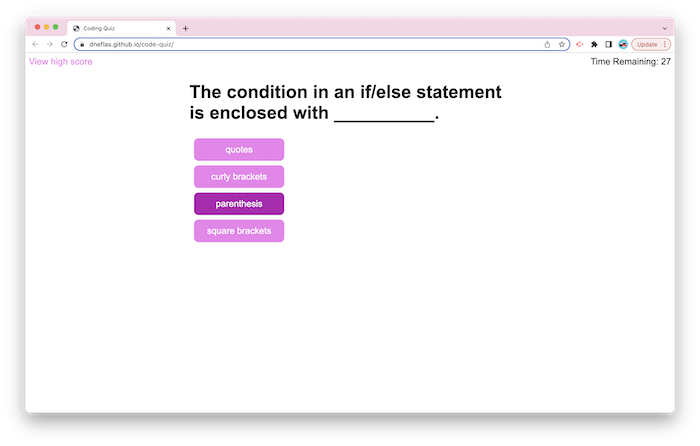 Coding Quiz
dneflas.github.io/code-quiz/
Update
View high score
Time Remaining: 27
The condition in an if/else statement
is enclosed with ___________.
quotes
curly brackets
parenthesis
square brackets